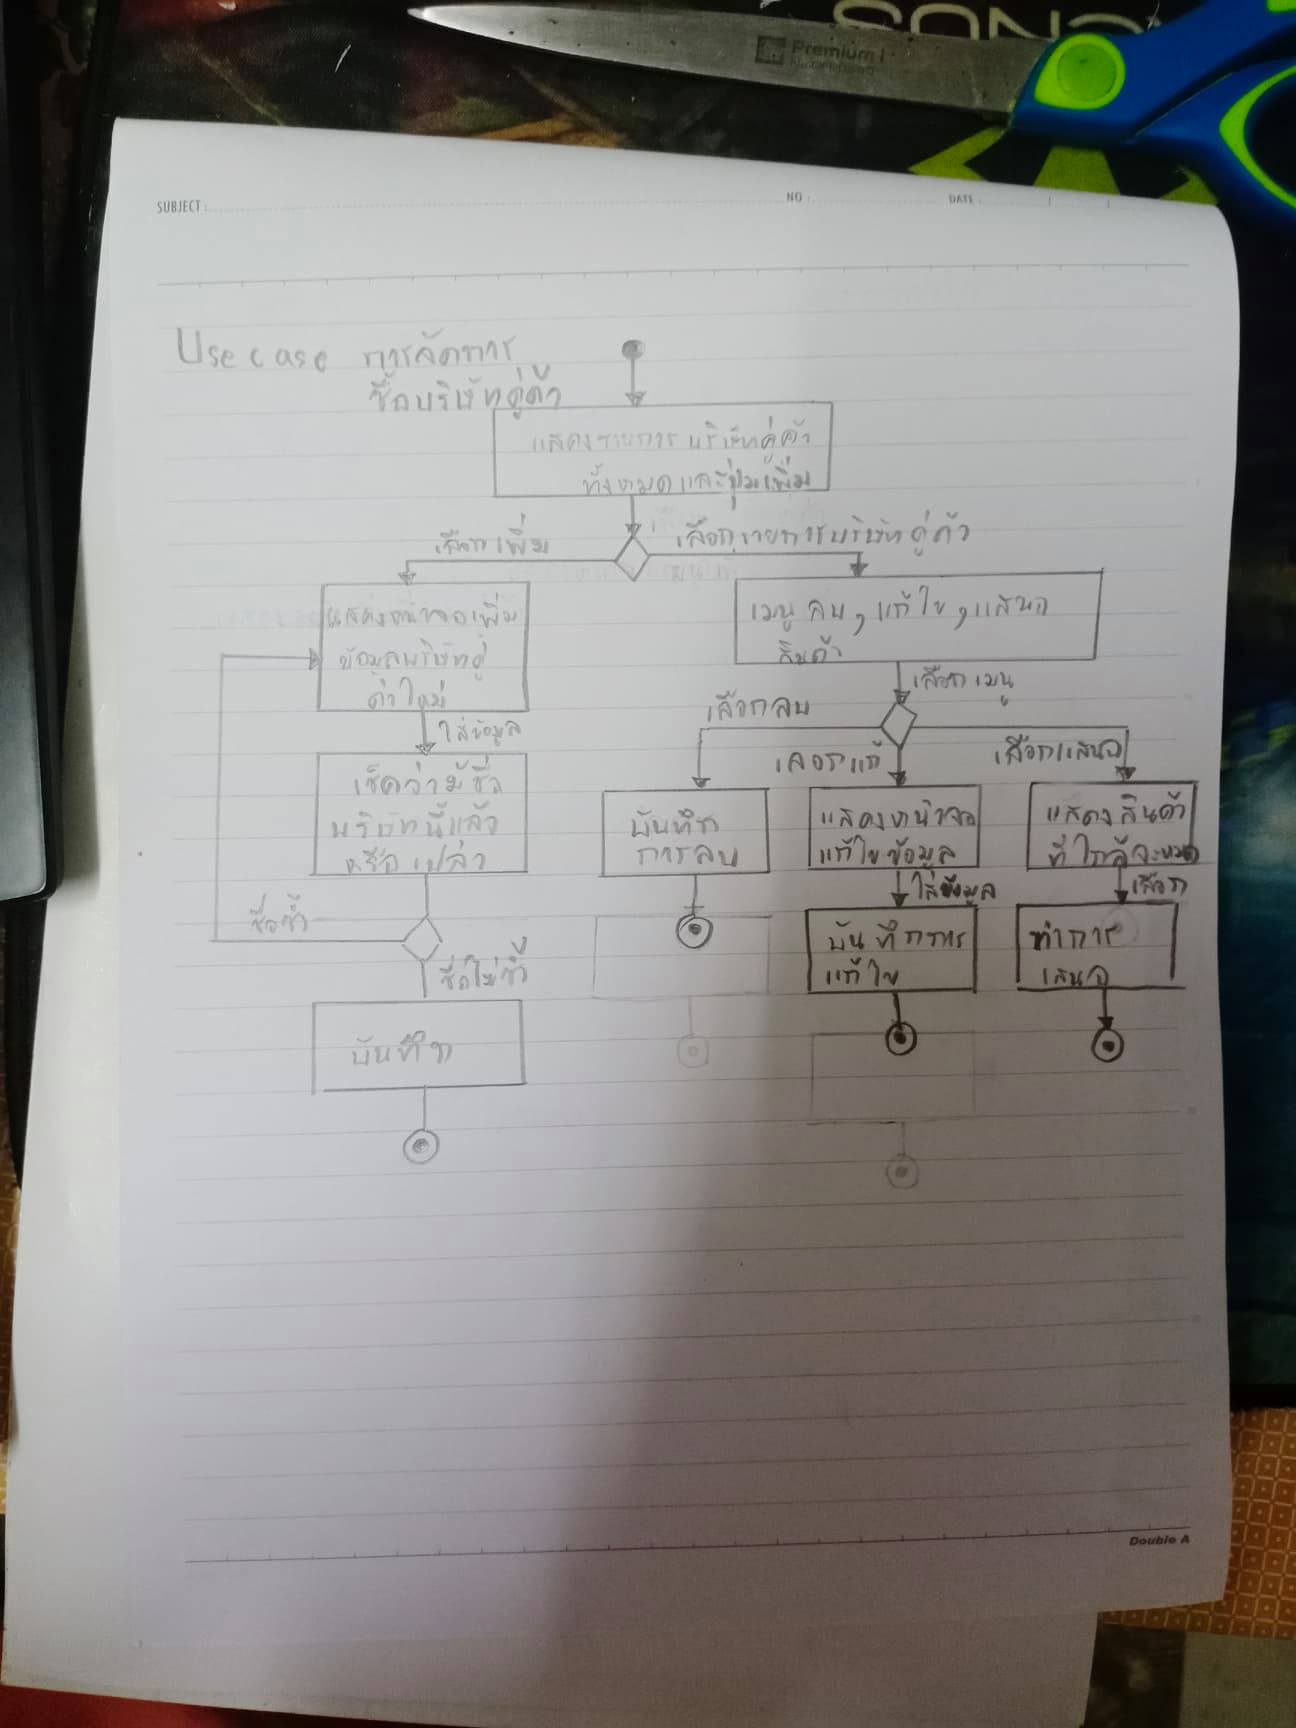 Premium
SUBJECT :
NO :
DATE :
Use case การจัดการ
ชื่อบริษัทคู่ค้า
แสดงรายการบริษัทคู่ค้า
ทั้งหมดและปุ่มเพิ่ม
เลือกเพิ่ม
เลือกรายการบริษัทคู่ค้า
แสดงหน้าจอเพิ่ม
ข้อมูลบริษัทคู่
ค้าใหม่
เมนู ลบ, แก้ไข, เสนอ
สินค้า
เลือกเมนู
ใส่ข้อมูล
เลือกลบ
เลือกแก้
เลือกเสนอ
เช็คว่ามีชื่อ
บริษัทนี้แล้ว
หรือเปล่า
บันทึก
การลบ
แสดงหน้าจอ
แก้ไขข้อมูล
แสดงสินค้า
ที่ใกล้จะหมด
ใส่ข้อมูล
เลือก
ชื่อซ้ำ
ชื่อไม่ซ้ำ
บันทึกการ
แก้ไข
ทำการ
เสนอ
บันทึก
Double A